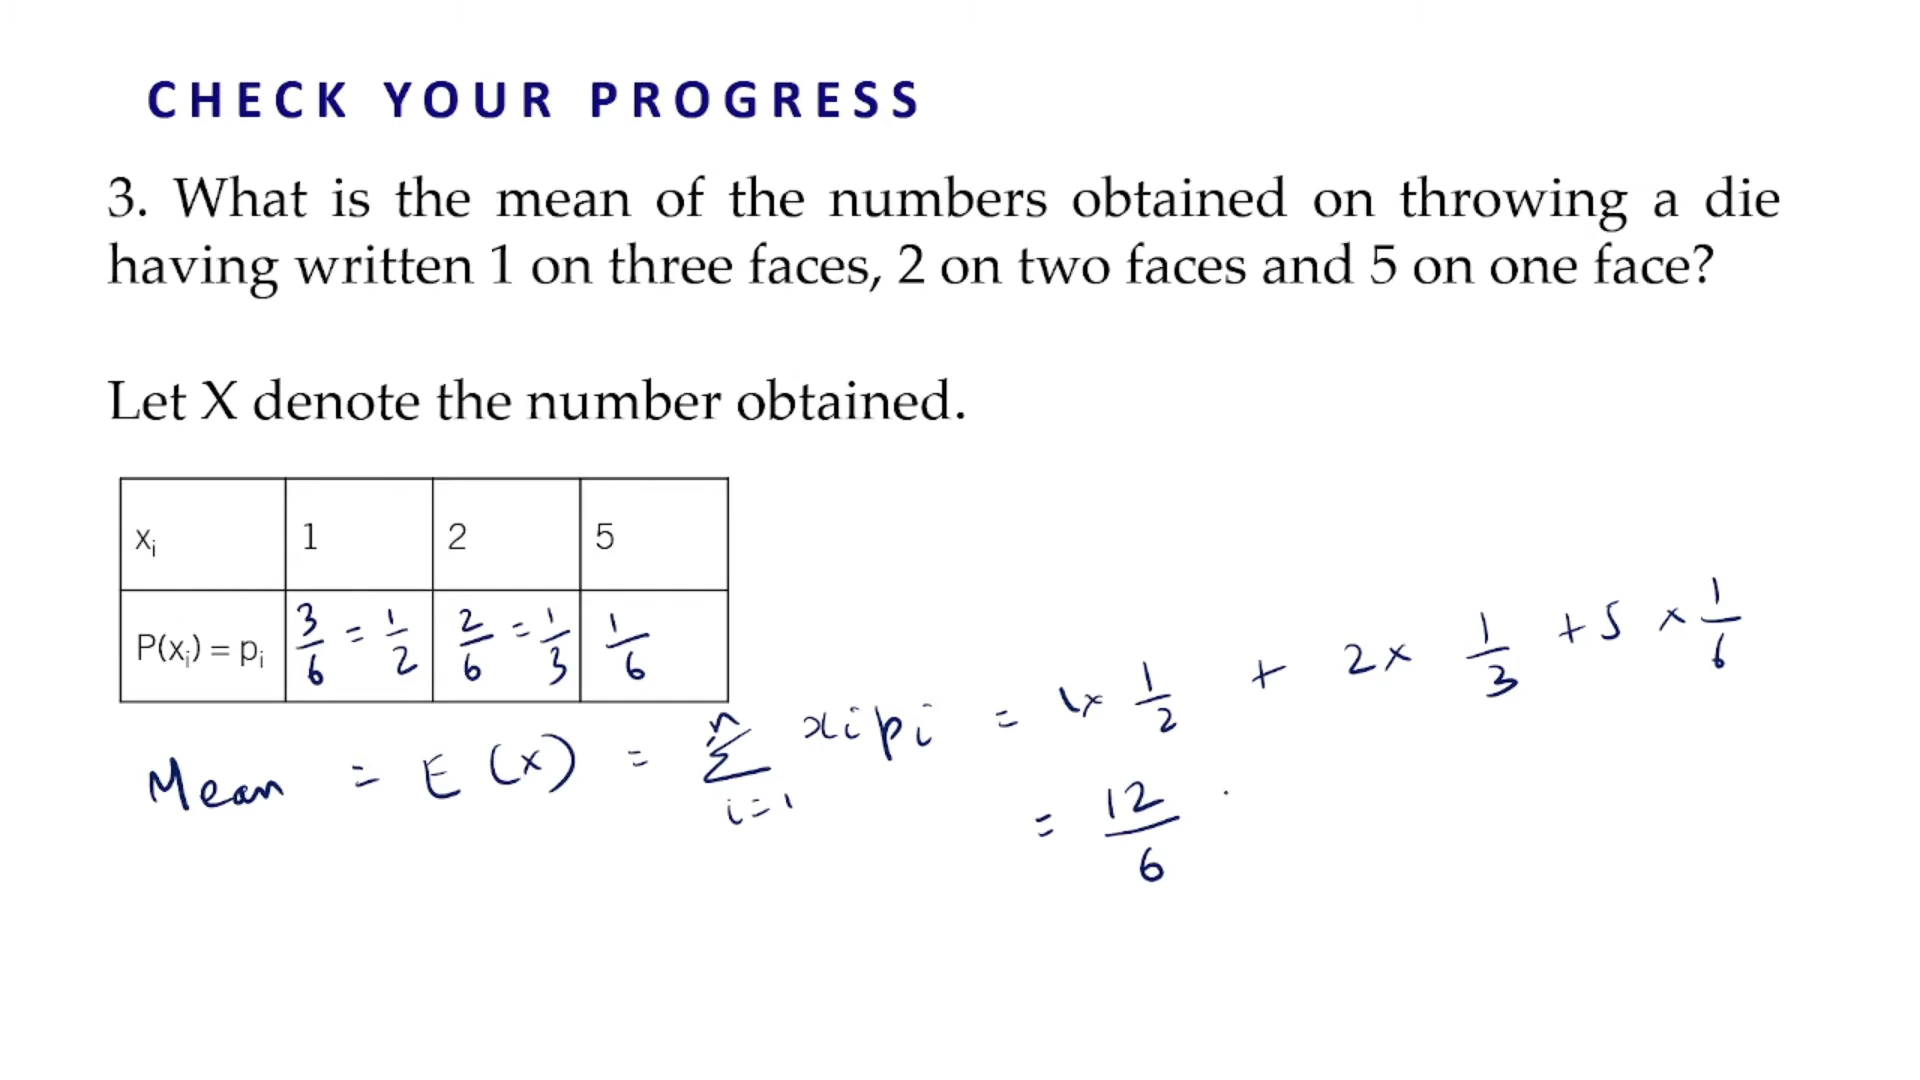 CHECK YOUR PROGRESS
3. What is the mean of the numbers obtained on throwing a die
having written 1 on three faces, 2 on two faces and 5 on one face?
Let X denote the number obtained.
xᵢ 1 2 5
P(xᵢ) = pᵢ 3/6 = 1/2 2/6 = 1/3 1/6
Mean = E(x) = Σⁿᵢ₌₁ xipi = 1x 1/2 + 2x 1/3 + 5 x 1/6
= 12/6